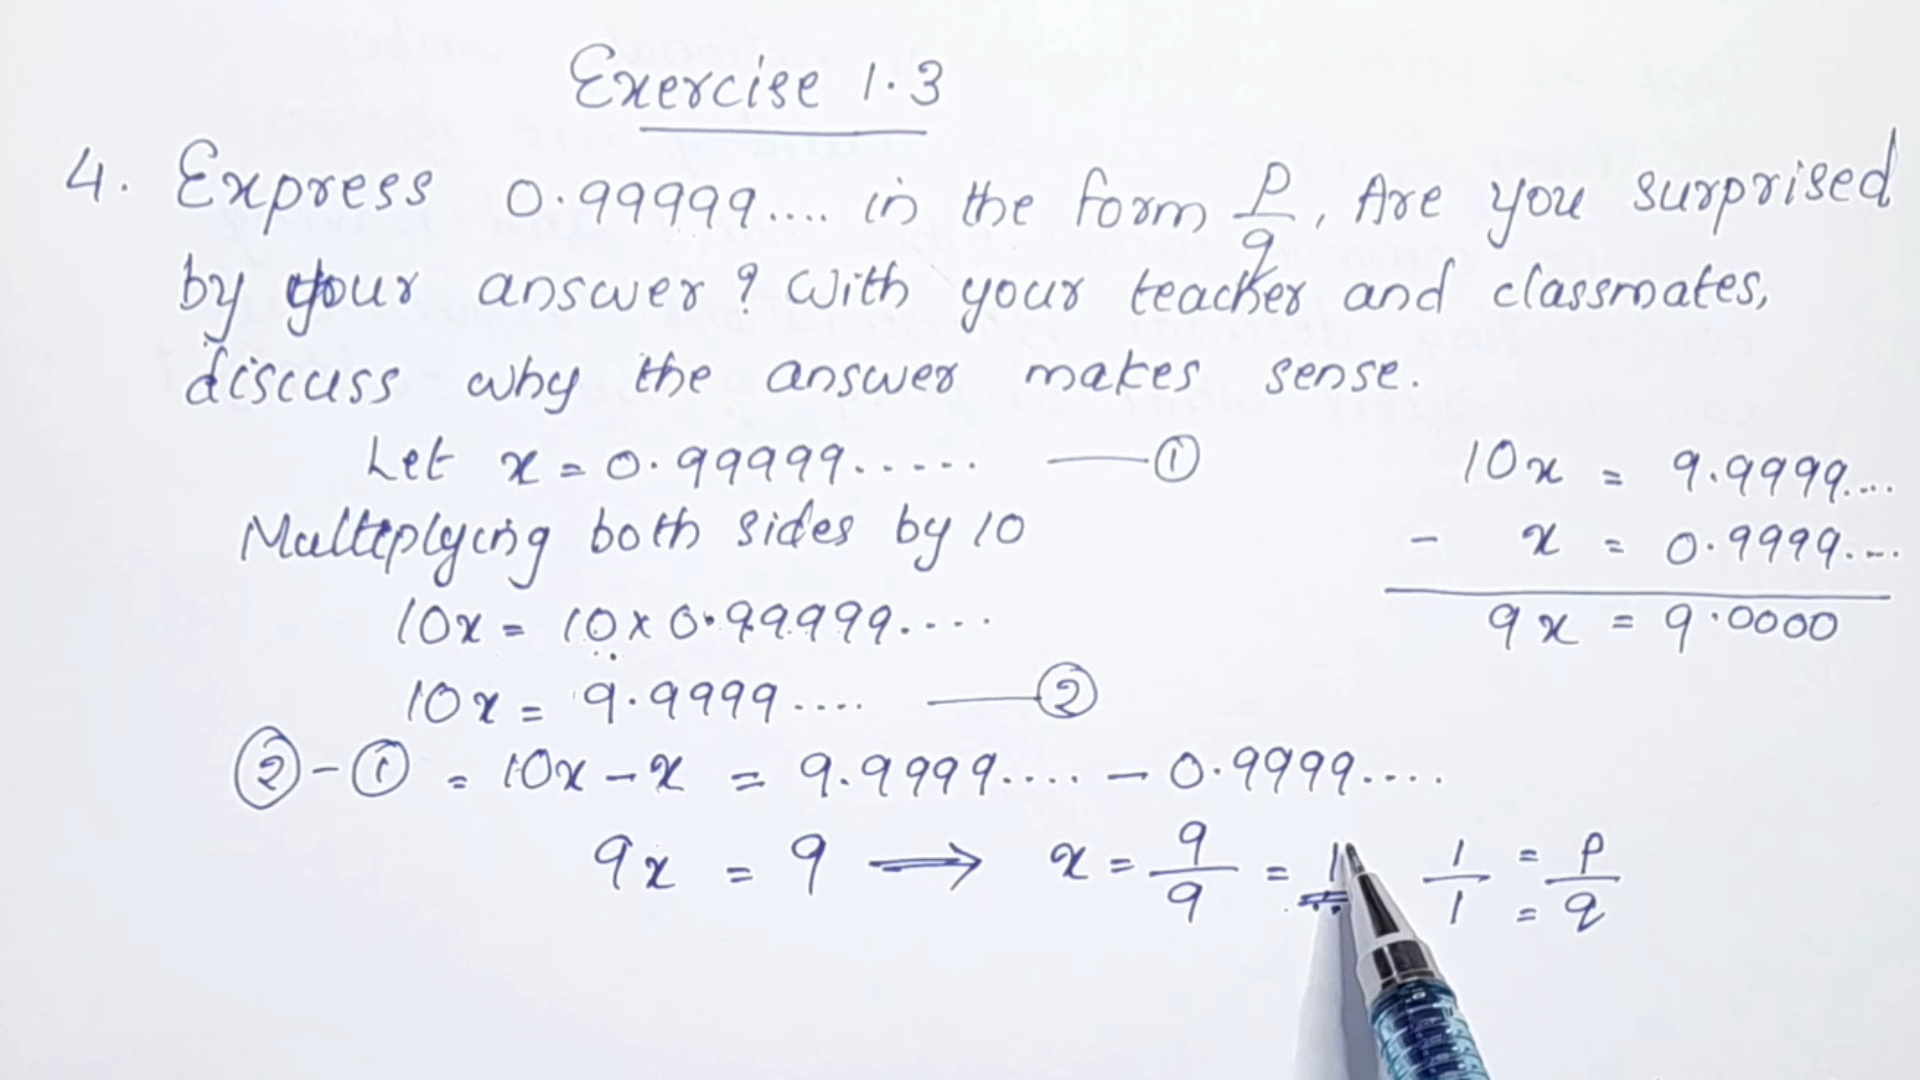 Exercise 1.3
4. Express 0.99999.... in the form p/q, Are you surprised
by your answer? With your teacher and classmates,
discuss why the answer makes sense.
Let x = 0.99999...... —①
Multiplying both sides by 10
10x = 10 x 0.99999....
10x = 9.9999.... —②
② - ① = 10x - x = 9.9999.... - 0.9999....
9x = 9 ⟹ x = 9/9 = 1 1/1 = = p/q
10x = 9.9999....
- x = 0.9999....
9x = 9.0000